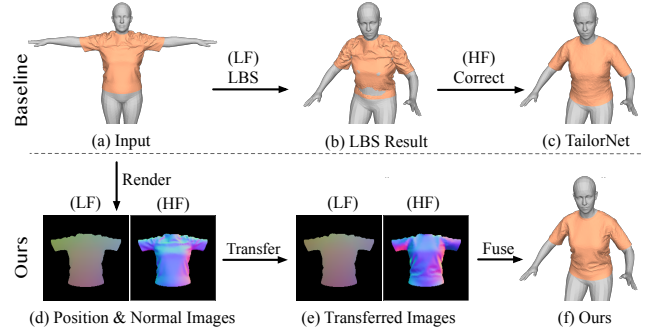 Baseline
(LF)
LBS
(HF)
Correct
(a) Input
(b) LBS Result
(c) TailorNet
Render
Ours
(LF)
(HF)
Transfer
(LF)
(HF)
Fuse
(d) Position & Normal Images
(e) Transferred Images
(f) Ours